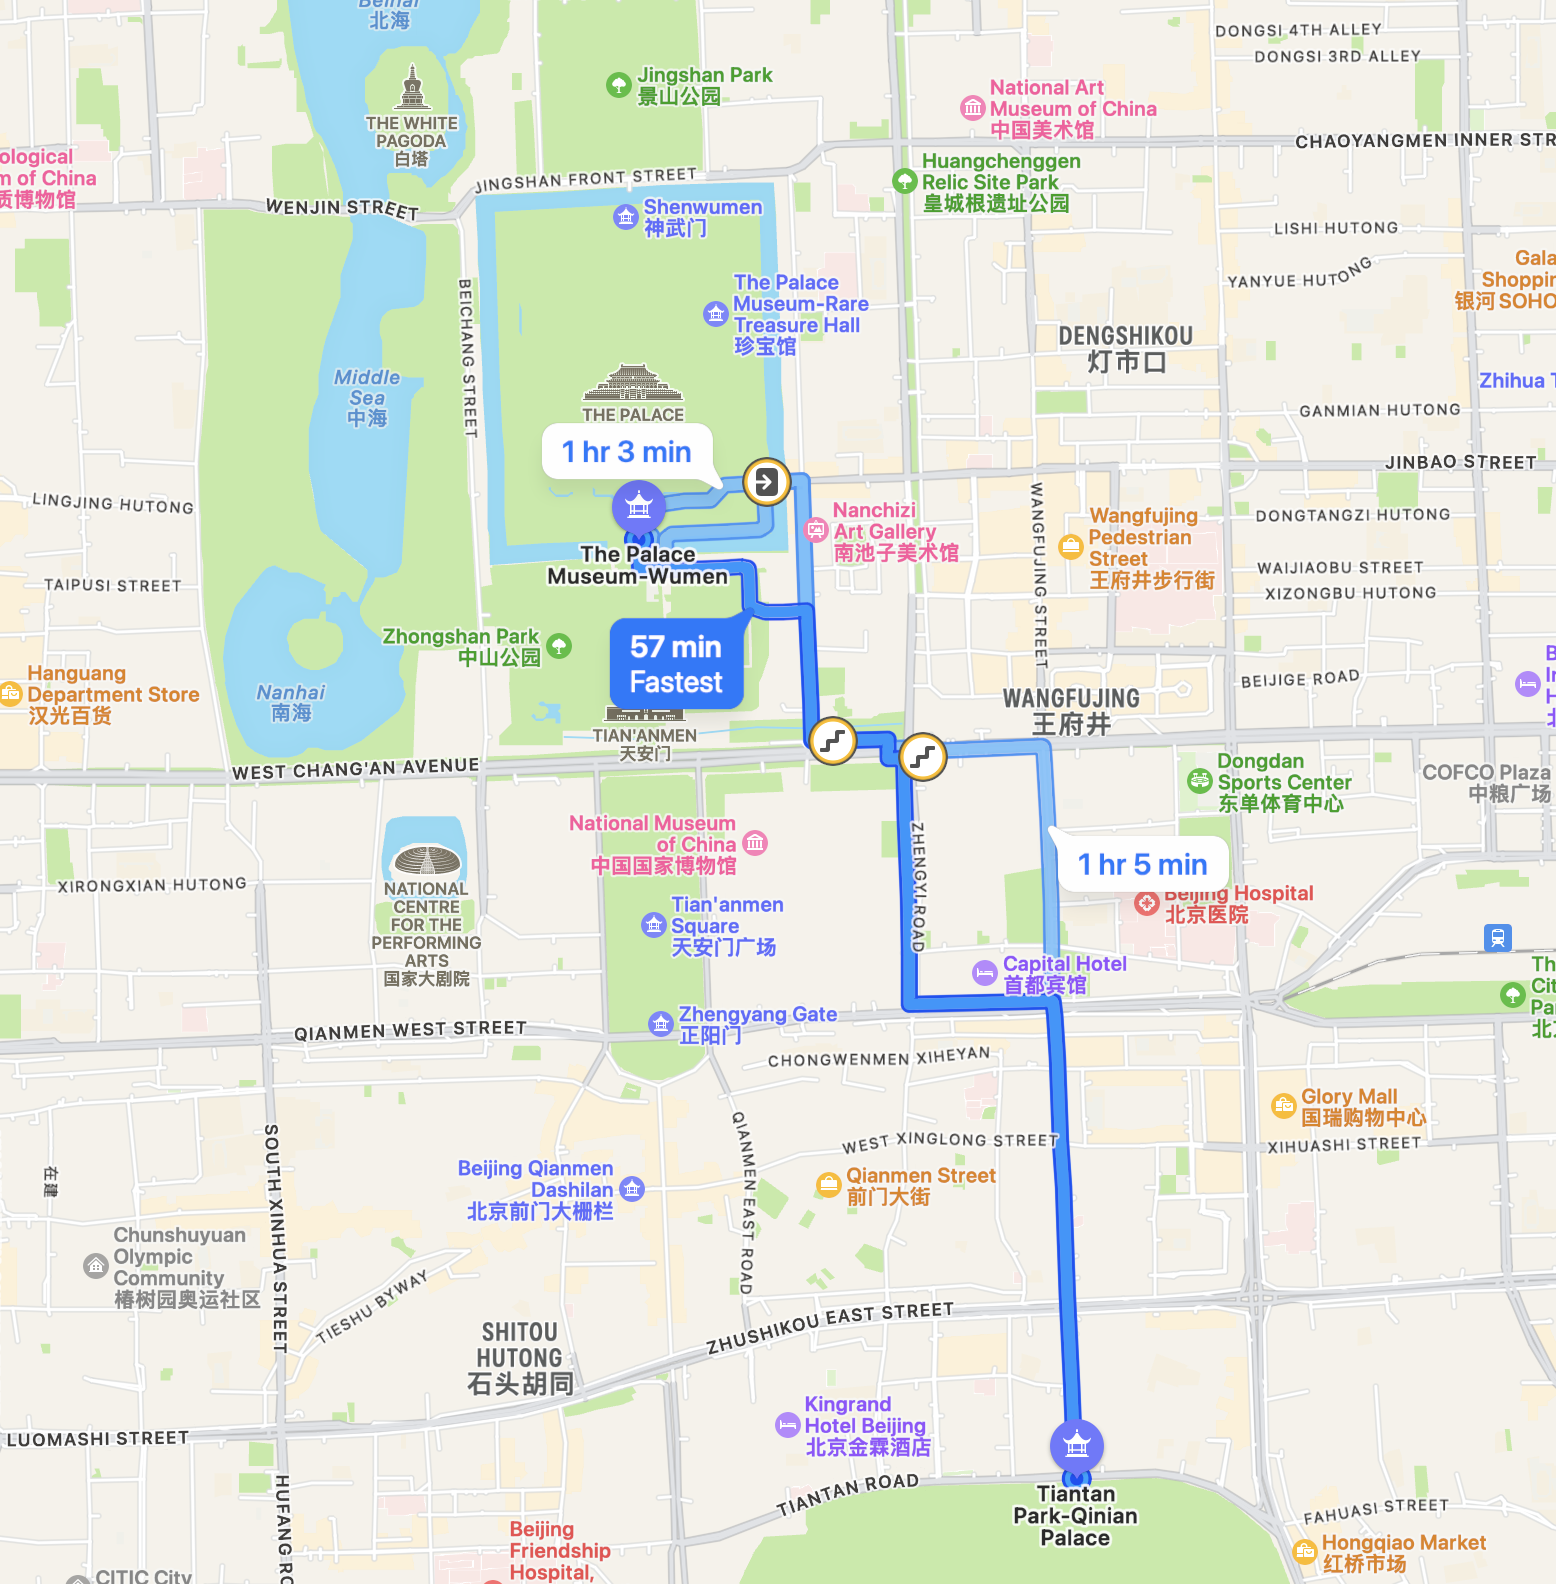 Beihai
北海
THE WHITE
PAGODA
白塔
Jingshan Park
景山公园
DONGSI 4TH ALLEY
DONGSI 3RD ALLEY
National Art
Museum of China
中国美术馆
CHAOYANGMEN INNER STR
ological
m of China
质博物馆
Huangchenggen
Relic Site Park
皇城根遗址公园
JINGSHAN FRONT STREET
WENJIN STREET
Shenwumen
神武门
LISHI HUTONG
YANYUE HUTONG
Gala
Shoppin
银河SOHO
The Palace
Museum-Rare
Treasure Hall
珍宝馆
BEICHANG STREET
DENGSHIKOU
灯市口
Middle
Sea
中海
Zhihua T
THE PALACE
GANMIAN HUTONG
1 hr 3 min
JINBAO STREET
LINGJING HUTONG
Nanchizi
Art Gallery
南池子美术馆
WANGFUJING STREET
Wangfujing
Pedestrian
Street
王府井步行街
DONGTANGZI HUTONG
The Palace
Museum-Wumen
WAIJIAOBU STREET
XIZONGBU HUTONG
TAIPUSI STREET
Zhongshan Park
中山公园
57 min
Fastest
Hanguang
Department Store
汉光百货
Nanhai
南海
BEIJIGE ROAD
WANGFUJING
王府井
B
In
H
TIAN'ANMEN
天安门
WEST CHANG'AN AVENUE
Dongdan
Sports Center
东单体育中心
COFCO Plaza
中粮广场
National Museum
of China
中国国家博物馆
ZHENGYI ROAD
1 hr 5 min
XIRONGXIAN HUTONG
NATIONAL
CENTRE
FOR THE
PERFORMING
ARTS
国家大剧院
Beijing Hospital
北京医院
Tian'anmen
Square
天安门广场
Capital Hotel
首都宾馆
Th
Cit
Par
北京
Zhengyang Gate
正阳门
QIANMEN WEST STREET
CHONGWENMEN XIHEYAN
Glory Mall
国瑞购物中心
WEST XINGLONG STREET
XIHUASHI STREET
QIANMEN EAST ROAD
SOUTH XINHUA STREET
在建
Beijing Qianmen
Dashilan
北京前门大栅栏
Qianmen Street
前门大街
Chunshuyuan
Olympic
Community
椿树园奥运社区
TIESHU BYWAY
ZHUSHIKOU EAST STREET
SHITOU
HUTONG
石头胡同
Kingrand
Hotel Beijing
北京金霖酒店
LUOMASHI STREET
HUFANG RO
TIANTAN ROAD
Tiantan
Park-Qinian
Palace
FAHUASI STREET
Beijing
Friendship
Hospital,
Hongqiao Market
红桥市场
CITIC City